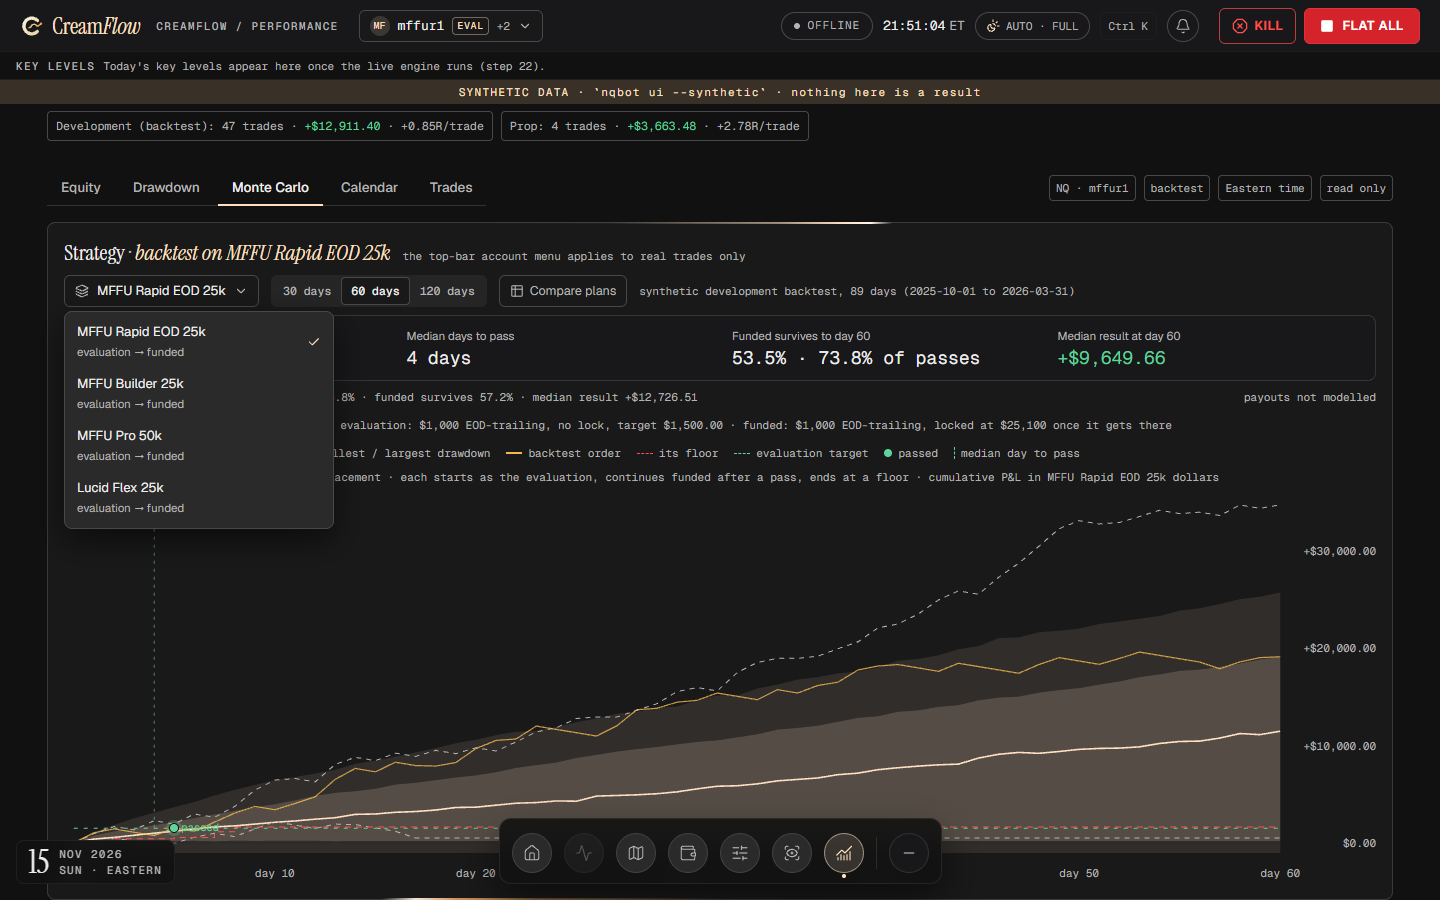 CreamFlow CREAMFLOW / PERFORMANCE MF mffur1 EVAL +2 OFFLINE 21:51:04 ET AUTO · FULL Ctrl K KILL FLAT ALL
KEY LEVELS Today's key levels appear here once the live engine runs (step 22).
SYNTHETIC DATA · `nqbot ui --synthetic` · nothing here is a result
Development (backtest): 47 trades · +$12,911.40 · +0.85R/trade Prop: 4 trades · +$3,663.48 · +2.78R/trade
Equity Drawdown Monte Carlo Calendar Trades NQ · mffur1 backtest Eastern time read only
Strategy · backtest on MFFU Rapid EOD 25k the top-bar account menu applies to real trades only
MFFU Rapid EOD 25k 30 days 60 days 120 days Compare plans synthetic development backtest, 89 days (2025-10-01 to 2026-03-31)
MFFU Rapid EOD 25k
evaluation → funded
MFFU Builder 25k
evaluation → funded
MFFU Pro 50k
evaluation → funded
Lucid Flex 25k
evaluation → funded
Median days to pass Funded survives to day 60 Median result at day 60
4 days 53.5% · 73.8% of passes +$9,649.66
.8% · funded survives 57.2% · median result +$12,726.51 payouts not modelled
evaluation: $1,000 EOD-trailing, no lock, target $1,500.00 · funded: $1,000 EOD-trailing, locked at $25,100 once it gets there
llest / largest drawdown backtest order its floor evaluation target passed median day to pass
acement · each starts as the evaluation, continues funded after a pass, ends at a floor · cumulative P&L in MFFU Rapid EOD 25k dollars
+$30,000.00
+$20,000.00
+$10,000.00
passed
$0.00
15 NOV 2026
SUN · EASTERN
day 10 day 20 day 50 day 60